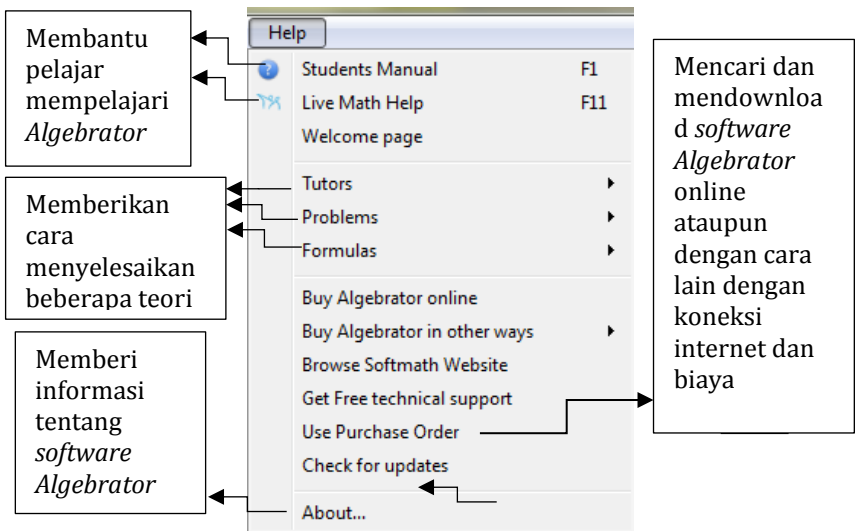 Membantu
pelajar
mempelajari
Algebrator
Memberikan
cara
menyelesaikan
beberapa teori
Memberi
informasi
tentang
software
Algebrator
Help
Students Manual F1
Live Math Help F11
Welcome page
Tutors
Problems
Formulas
Buy Algebrator online
Buy Algebrator in other ways
Browse Softmath Website
Get Free technical support
Use Purchase Order
Check for updates
About...
Mencari dan
mendownloa
d software
Algebrator
online
ataupun
dengan cara
lain dengan
koneksi
internet dan
biaya